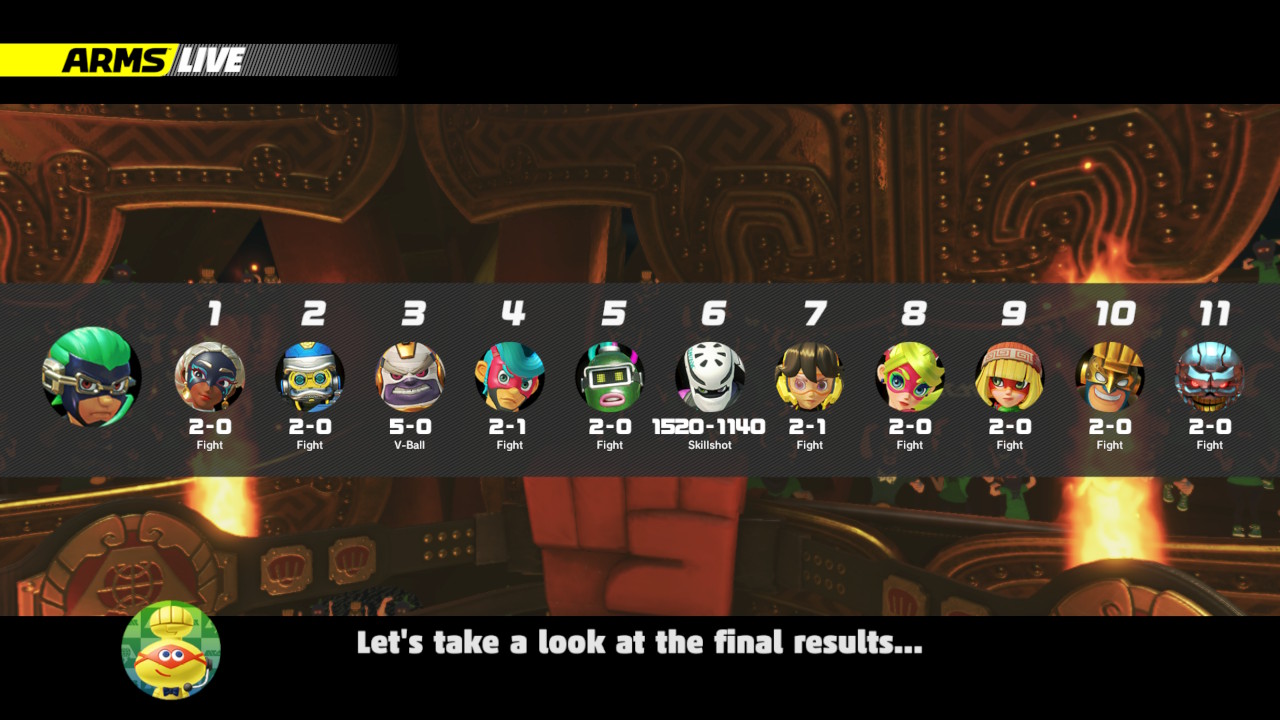 ARMS LIVE
1 2 3 4 5 6 7 8 9 10 11
2-0 2-0 5-0 2-1 2-0 1520-1140 2-1 2-0 2-0 2-0 2-0
Fight Fight V-Ball Fight Fight Skillshot Fight Fight Fight Fight Fight
Let's take a look at the final results...